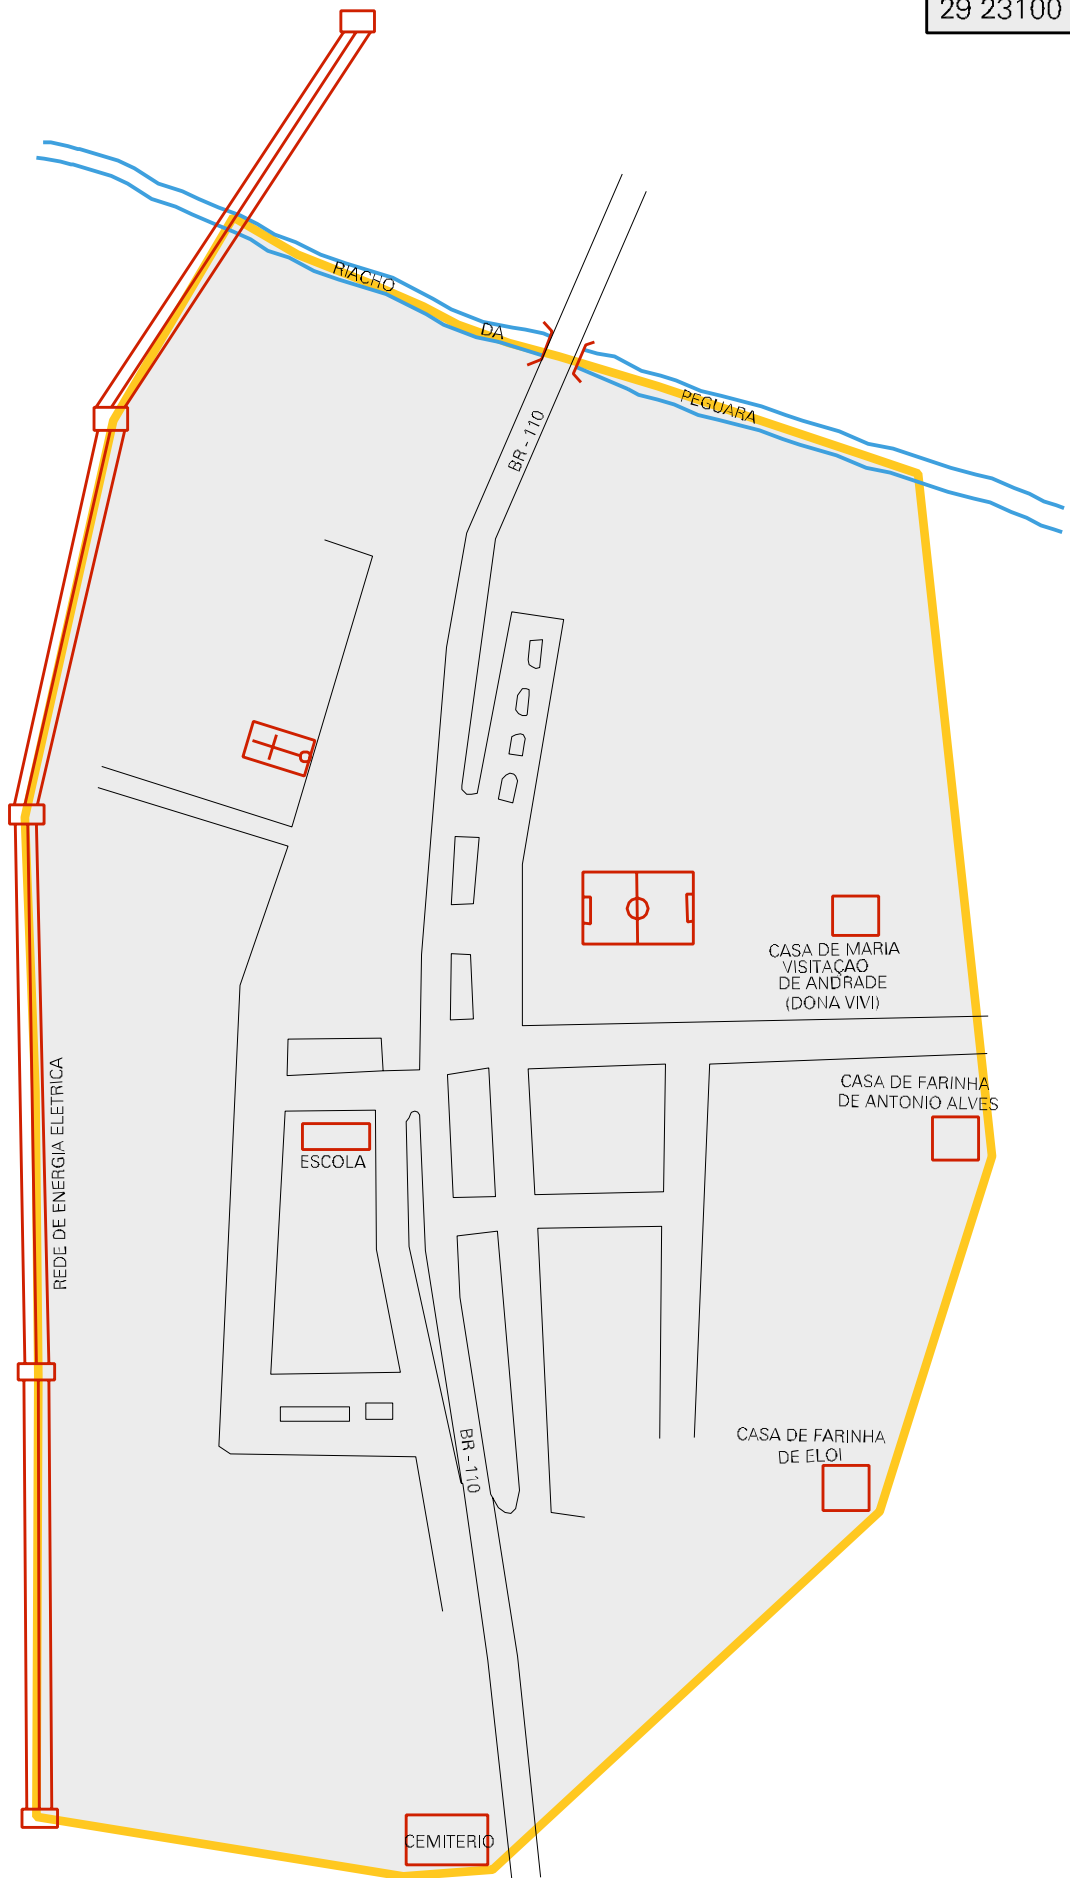 29 23100
RIACHO
DA
PEGUARA
BR - 110
CASA DE MARIA
VISITAÇAO
DE ANDRADE
(DONA VIVI)
CASA DE FARINHA
DE ANTONIO ALVES
REDE DE ENERGIA ELETRICA
ESCOLA
BR - 110
CASA DE FARINHA
DE ELOI
CEMITERIO